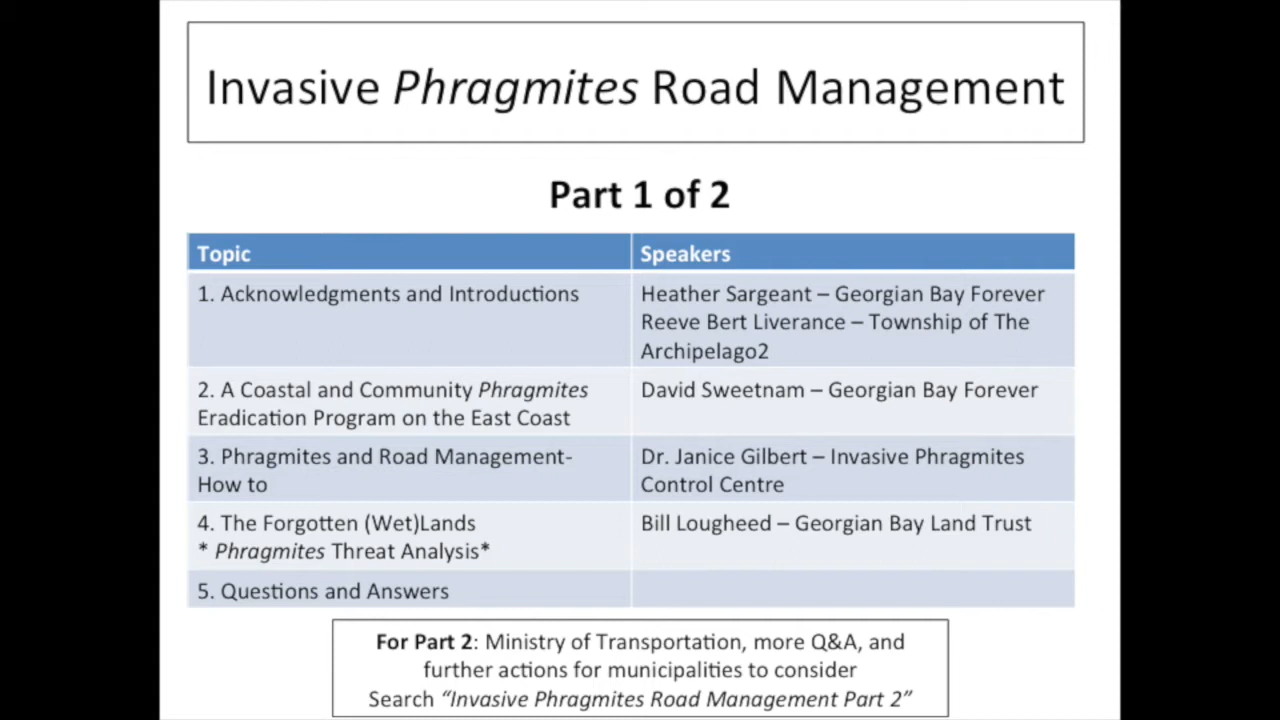 Invasive Phragmites Road Management
Part 1 of 2
Topic
Speakers
1. Acknowledgments and Introductions
Heather Sargeant – Georgian Bay Forever
Reeve Bert Liverance – Township of The
Archipelago2
2. A Coastal and Community Phragmites
Eradication Program on the East Coast
David Sweetnam – Georgian Bay Forever
3. Phragmites and Road Management-
How to
Dr. Janice Gilbert – Invasive Phragmites
Control Centre
4. The Forgotten (Wet)Lands
* Phragmites Threat Analysis*
Bill Lougheed – Georgian Bay Land Trust
5. Questions and Answers
For Part 2: Ministry of Transportation, more Q&A, and
further actions for municipalities to consider
Search “Invasive Phragmites Road Management Part 2”